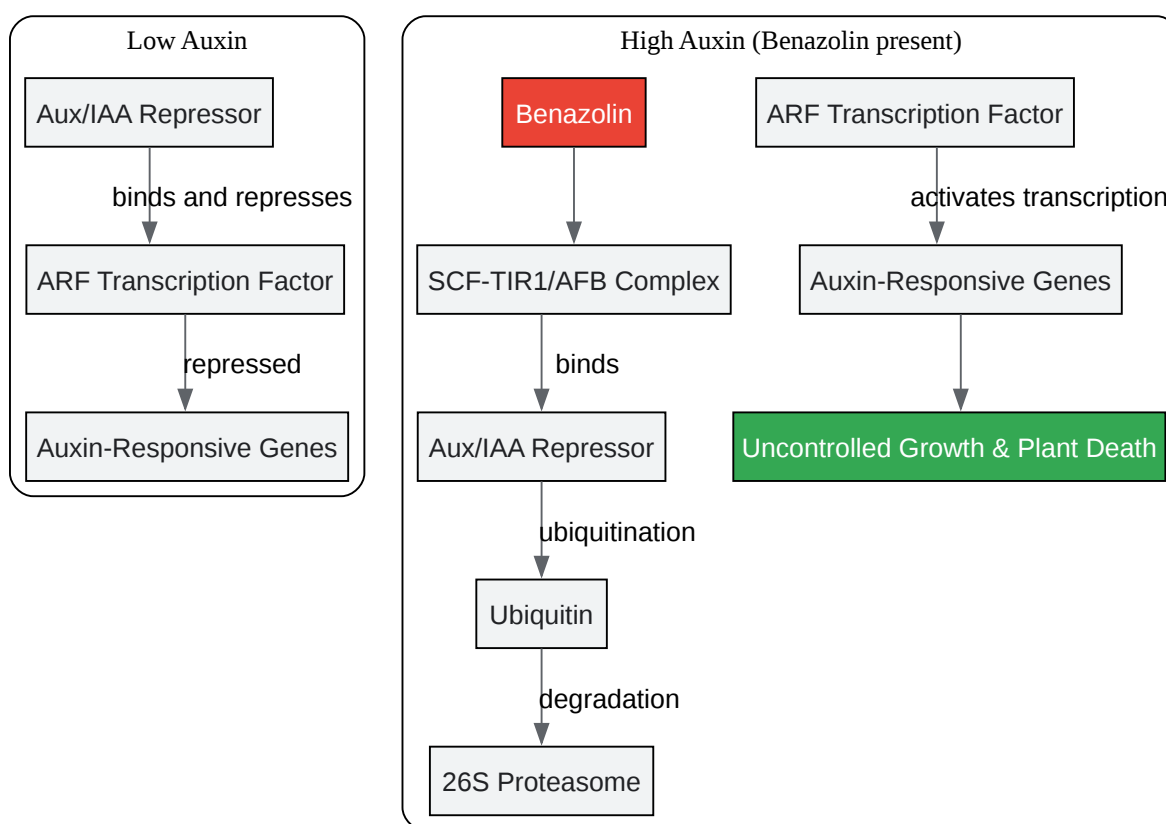 Low Auxin
Aux/IAA Repressor
binds and represses
ARF Transcription Factor
repressed
Auxin-Responsive Genes
High Auxin (Benazolin present)
Benazolin
SCF-TIR1/AFB Complex
binds
Aux/IAA Repressor
ubiquitination
Ubiquitin
degradation
26S Proteasome
ARF Transcription Factor
activates transcription
Auxin-Responsive Genes
Uncontrolled Growth & Plant Death